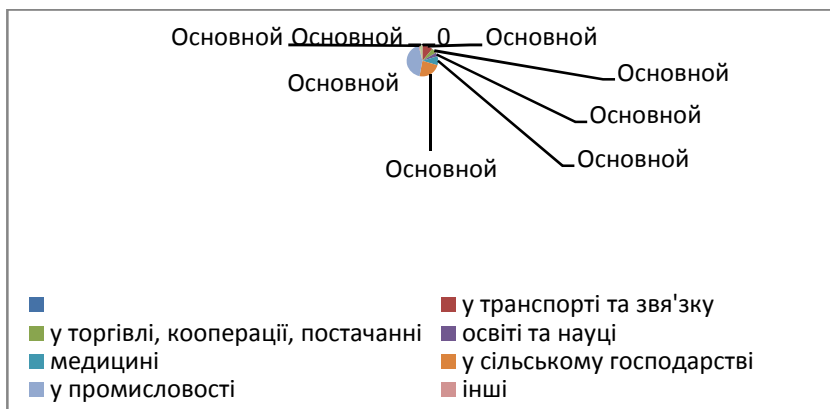 Основной Основной 0 Основной
Основной
Основной
Основной
Основной
Основной
у транспорті та звя'зку
у торгівлі, кооперації, постачанні
освіті та науці
медицині
у сільському господарстві
у промисловості
інші